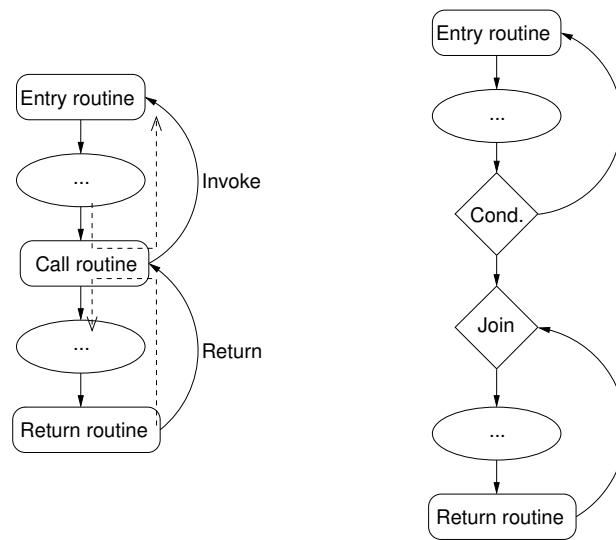 Entry routine
...
Invoke
Call routine
...
Return
Return routine
Entry routine
...
Cond.
Join
...
Return routine